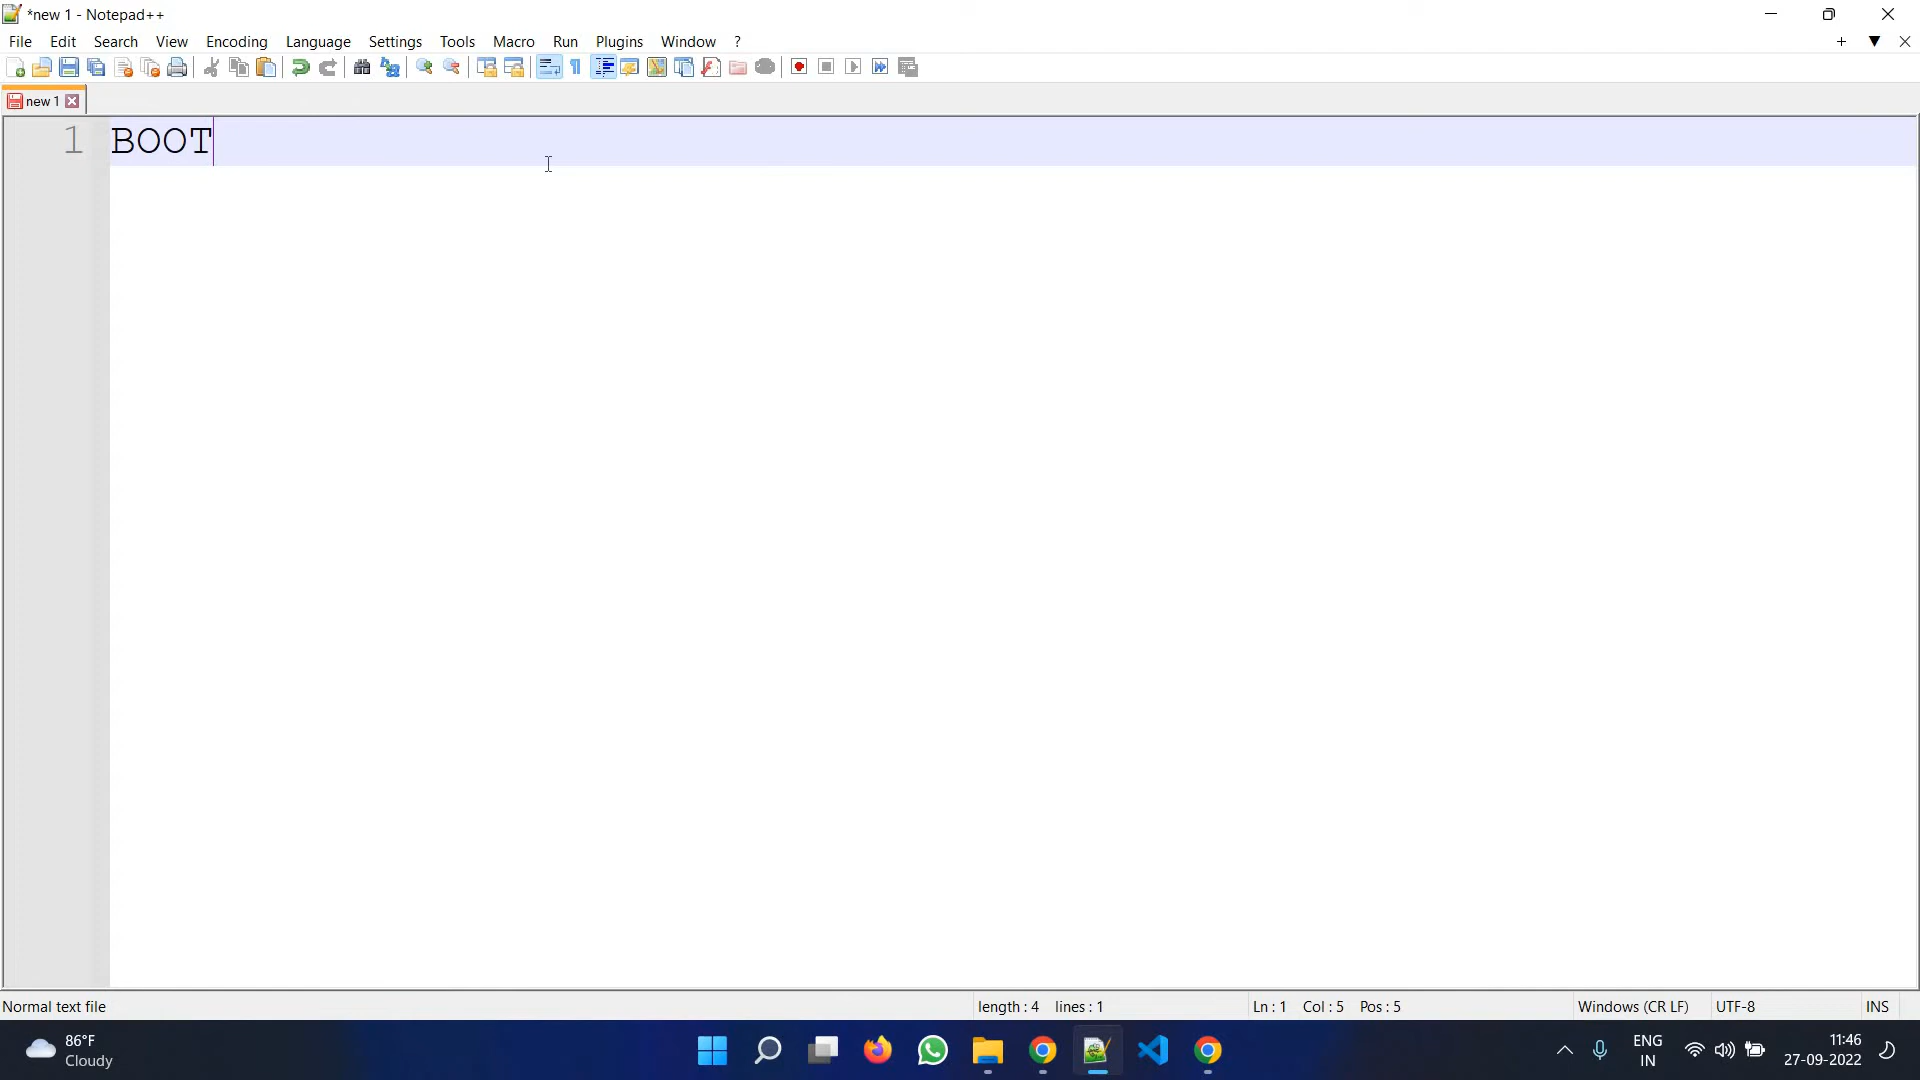 *new 1 - Notepad++
File Edit Search View Encoding Language Settings Tools Macro Run Plugins Window ?
new 1
1 BOOT
Normal text file length : 4 lines : 1 Ln : 1 Col : 5 Pos : 5 Windows (CR LF) UTF-8 INS
86°F
Cloudy
ENG
IN
11:46
27-09-2022